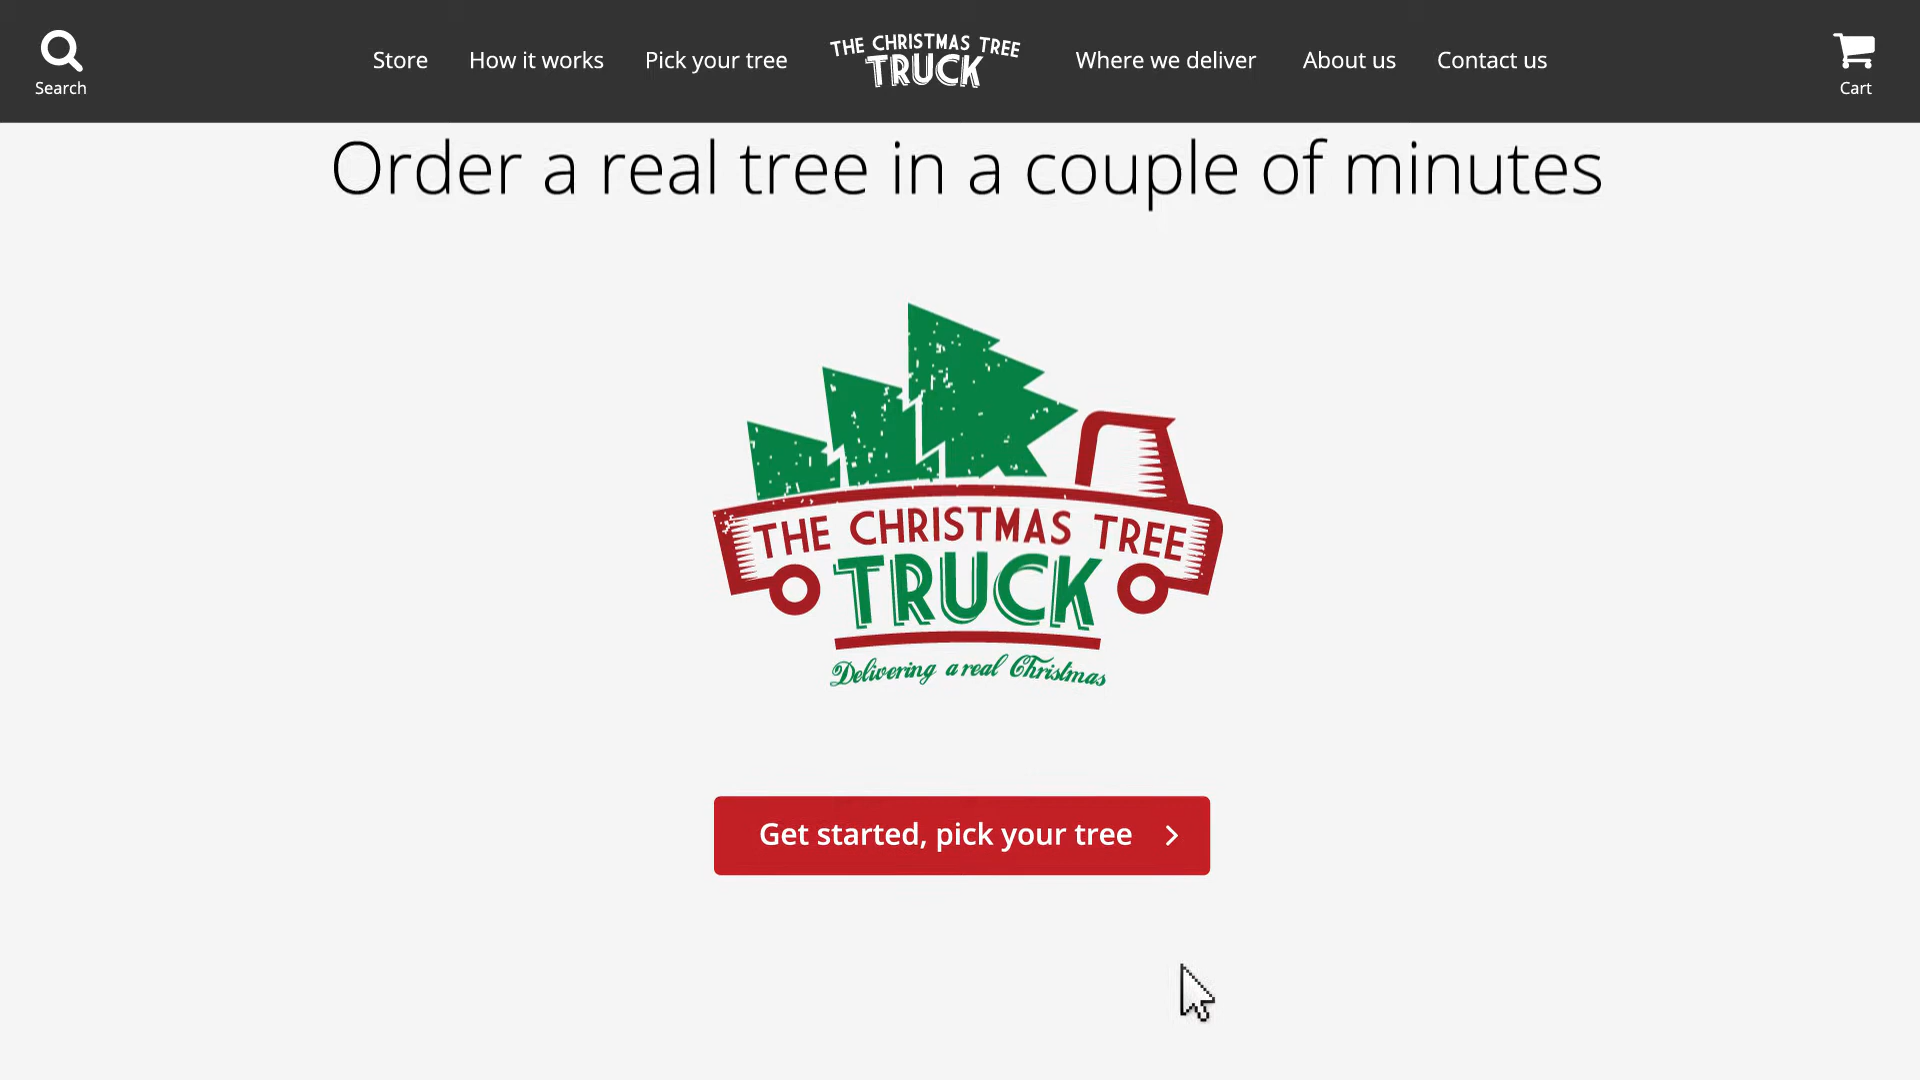 Search
Store
How it works
Pick your tree
THE CHRISTMAS TREE
TRUCK
Where we deliver
About us
Contact us
Cart
Order a real tree in a couple of minutes
THE CHRISTMAS TREE
TRUCK
Delivering a real Christmas
Get started, pick your tree